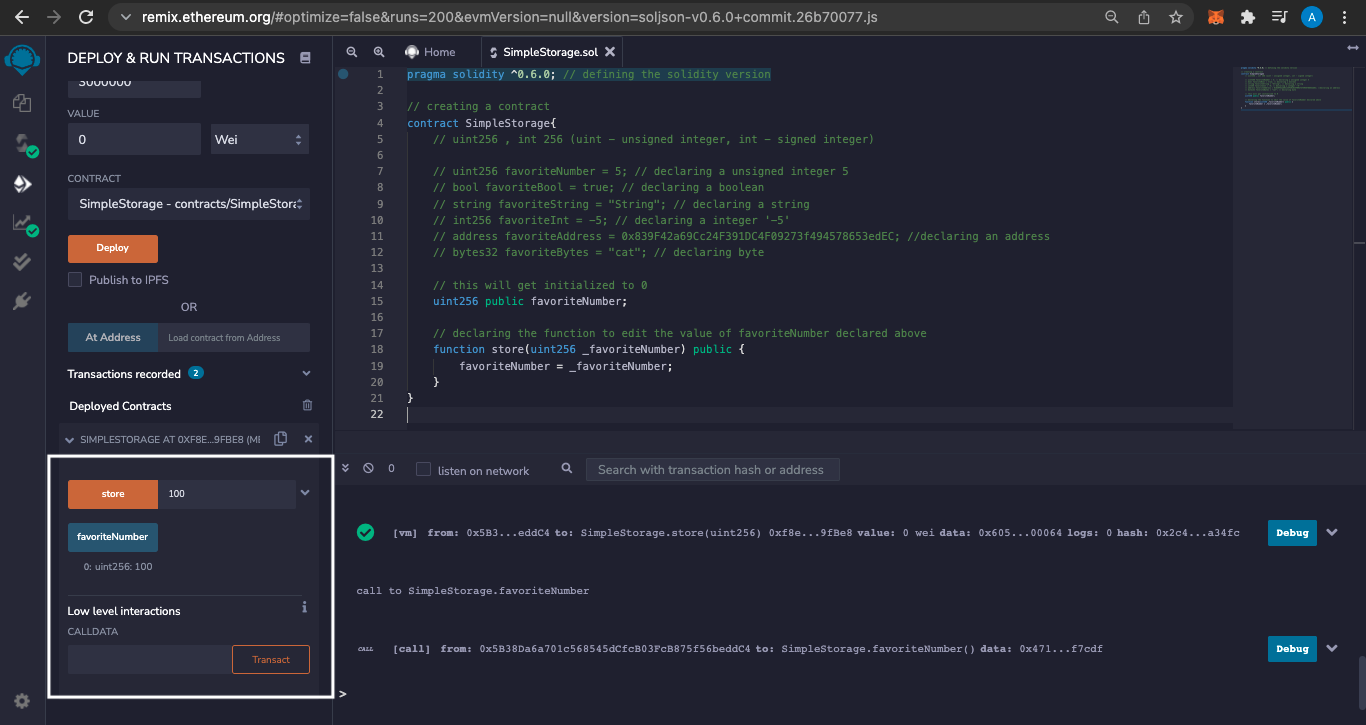 remix.ethereum.org/#optimize=false&runs=200&evmVersion=null&version=soljson-v0.6.0+commit.26b70077.js
A
DEPLOY & RUN TRANSACTIONS
3000000
VALUE
0
Wei
CONTRACT
SimpleStorage - contracts/SimpleStora
Deploy
Publish to IPFS
OR
At Address
Load contract from Address
Transactions recorded 2
Deployed Contracts
SIMPLESTORAGE AT 0XF8E...9FBE8 (ME
store
100
favoriteNumber
0: uint256: 100
Low level interactions
i
CALLDATA
Transact
Home
SimpleStorage.sol
1 pragma solidity ^0.6.0; // defining the solidity version
2
3 // creating a contract
4 contract SimpleStorage{
5 // uint256 , int 256 (uint - unsigned integer, int - signed integer)
6
7 // uint256 favoriteNumber = 5; // declaring a unsigned integer 5
8 // bool favoriteBool = true; // declaring a boolean
9 // string favoriteString = "String"; // declaring a string
10 // int256 favoriteInt = -5; // declaring a integer '-5'
11 // address favoriteAddress = 0x839F42a69Cc24F391DC4F09273f494578653edEC; //declaring an address
12 // bytes32 favoriteBytes = "cat"; // declaring byte
13
14 // this will get initialized to 0
15 uint256 public favoriteNumber;
16
17 // declaring the function to edit the value of favoriteNumber declared above
18 function store(uint256 _favoriteNumber) public {
19 favoriteNumber = _favoriteNumber;
20 }
21 }
22
0
listen on network
Search with transaction hash or address
[vm] from: 0x5B3...eddC4 to: SimpleStorage.store(uint256) 0xf8e...9fBe8 value: 0 wei data: 0x605...00064 logs: 0 hash: 0x2c4...a34fc
Debug
call to SimpleStorage.favoriteNumber
CALL [call] from: 0x5B38Da6a701c568545dCfcB03FcB875f56beddC4 to: SimpleStorage.favoriteNumber() data: 0x471...f7cdf
Debug
>